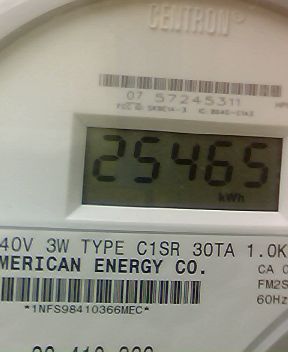 CENTRON®
07 57245311
25465
kWh
40V 3W TYPE C1SR 30TA 1.0K
CA 0
MERICAN ENERGY CO.
FM2S
60Hz
*1NFS98410366MEC*